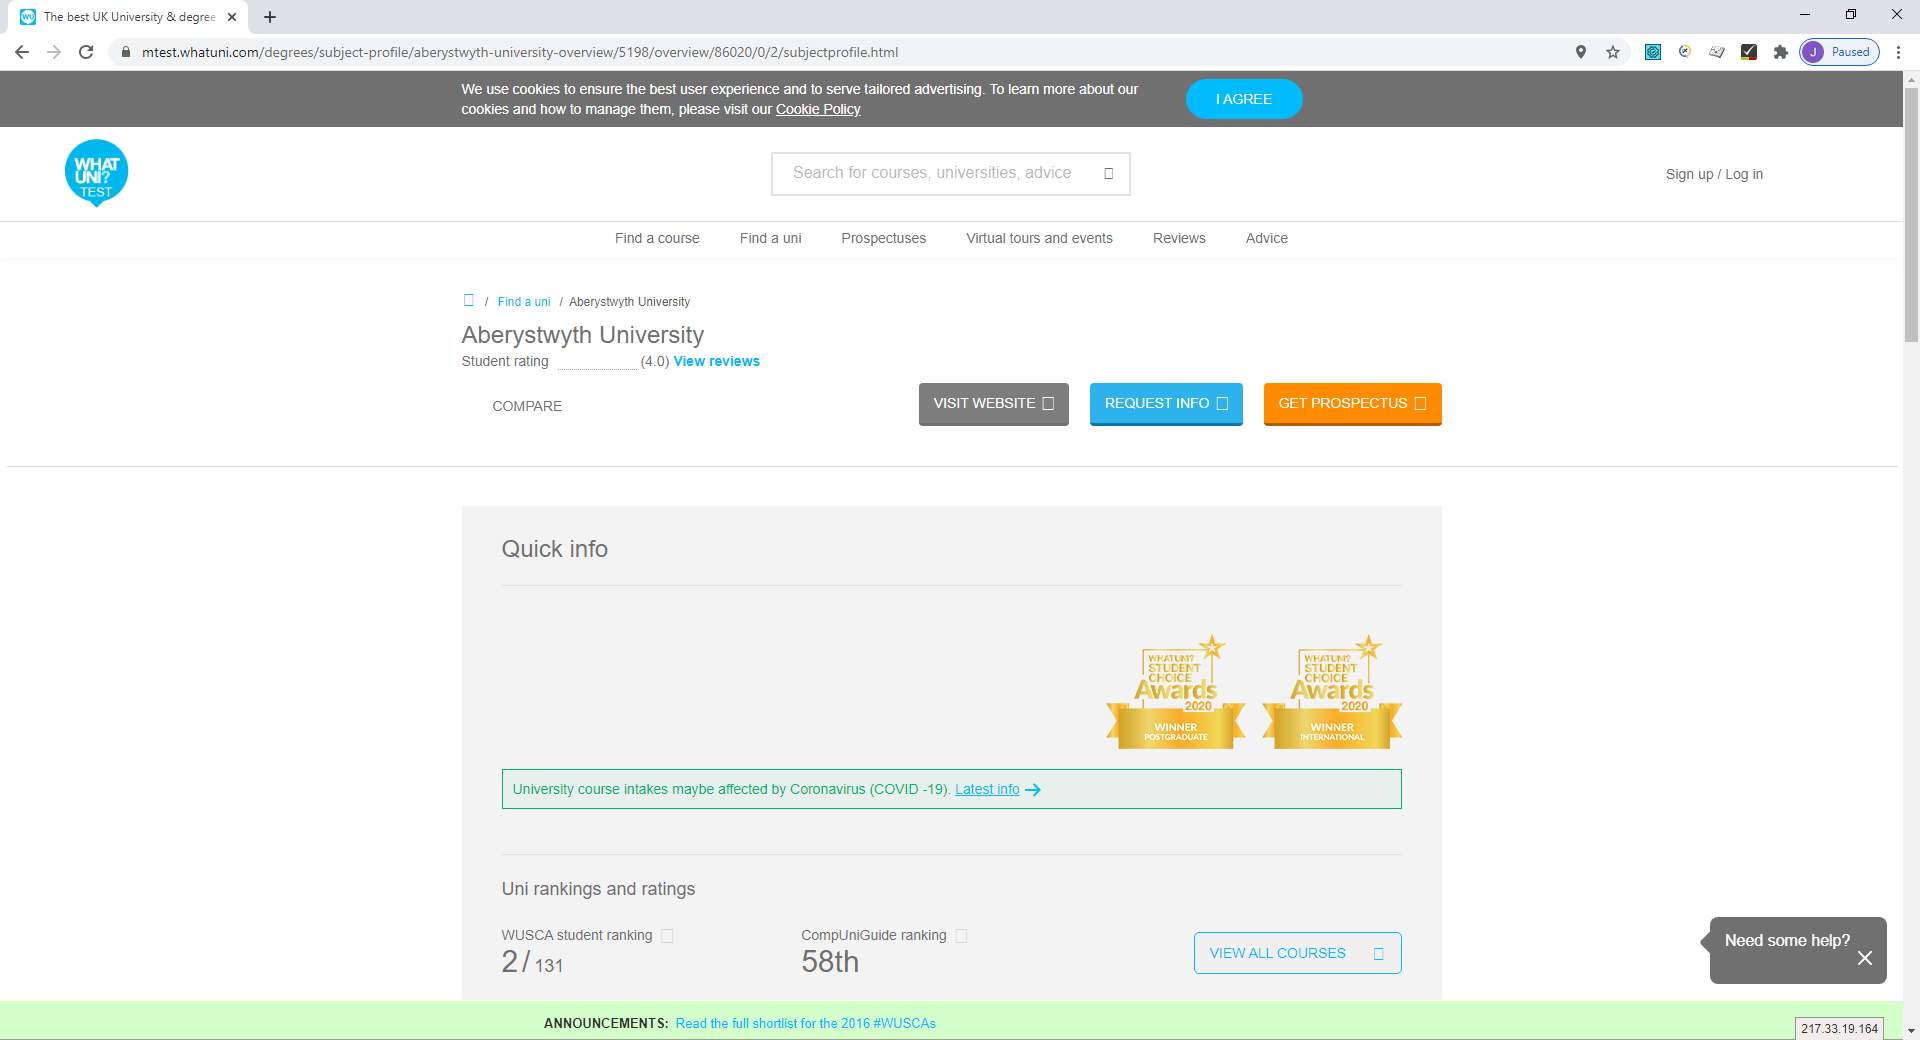 The best UK University & degree
mtest.whatuni.com/degrees/subject-profile/aberystwyth-university-overview/5198/overview/86020/0/2/subjectprofile.html
J Paused
We use cookies to ensure the best user experience and to serve tailored advertising. To learn more about our
cookies and how to manage them, please visit our Cookie Policy
I AGREE
WHAT
UNI?
TEST
Search for courses, universities, advice
Sign up / Log in
Find a course Find a uni Prospectuses Virtual tours and events Reviews Advice
/ Find a uni / Aberystwyth University
Aberystwyth University
Student rating (4.0) View reviews
COMPARE
VISIT WEBSITE
REQUEST INFO
GET PROSPECTUS
Quick info
WHATUNI?
STUDENT
CHOICE
Awards
2020
WINNER
POSTGRADUATE
WHATUNI?
STUDENT
CHOICE
Awards
2020
WINNER
INTERNATIONAL
University course intakes maybe affected by Coronavirus (COVID -19). Latest info
Uni rankings and ratings
WUSCA student ranking
2 / 131
CompUniGuide ranking
58th
VIEW ALL COURSES
Need some help?
ANNOUNCEMENTS: Read the full shortlist for the 2016 #WUSCAs
217.33.19.164